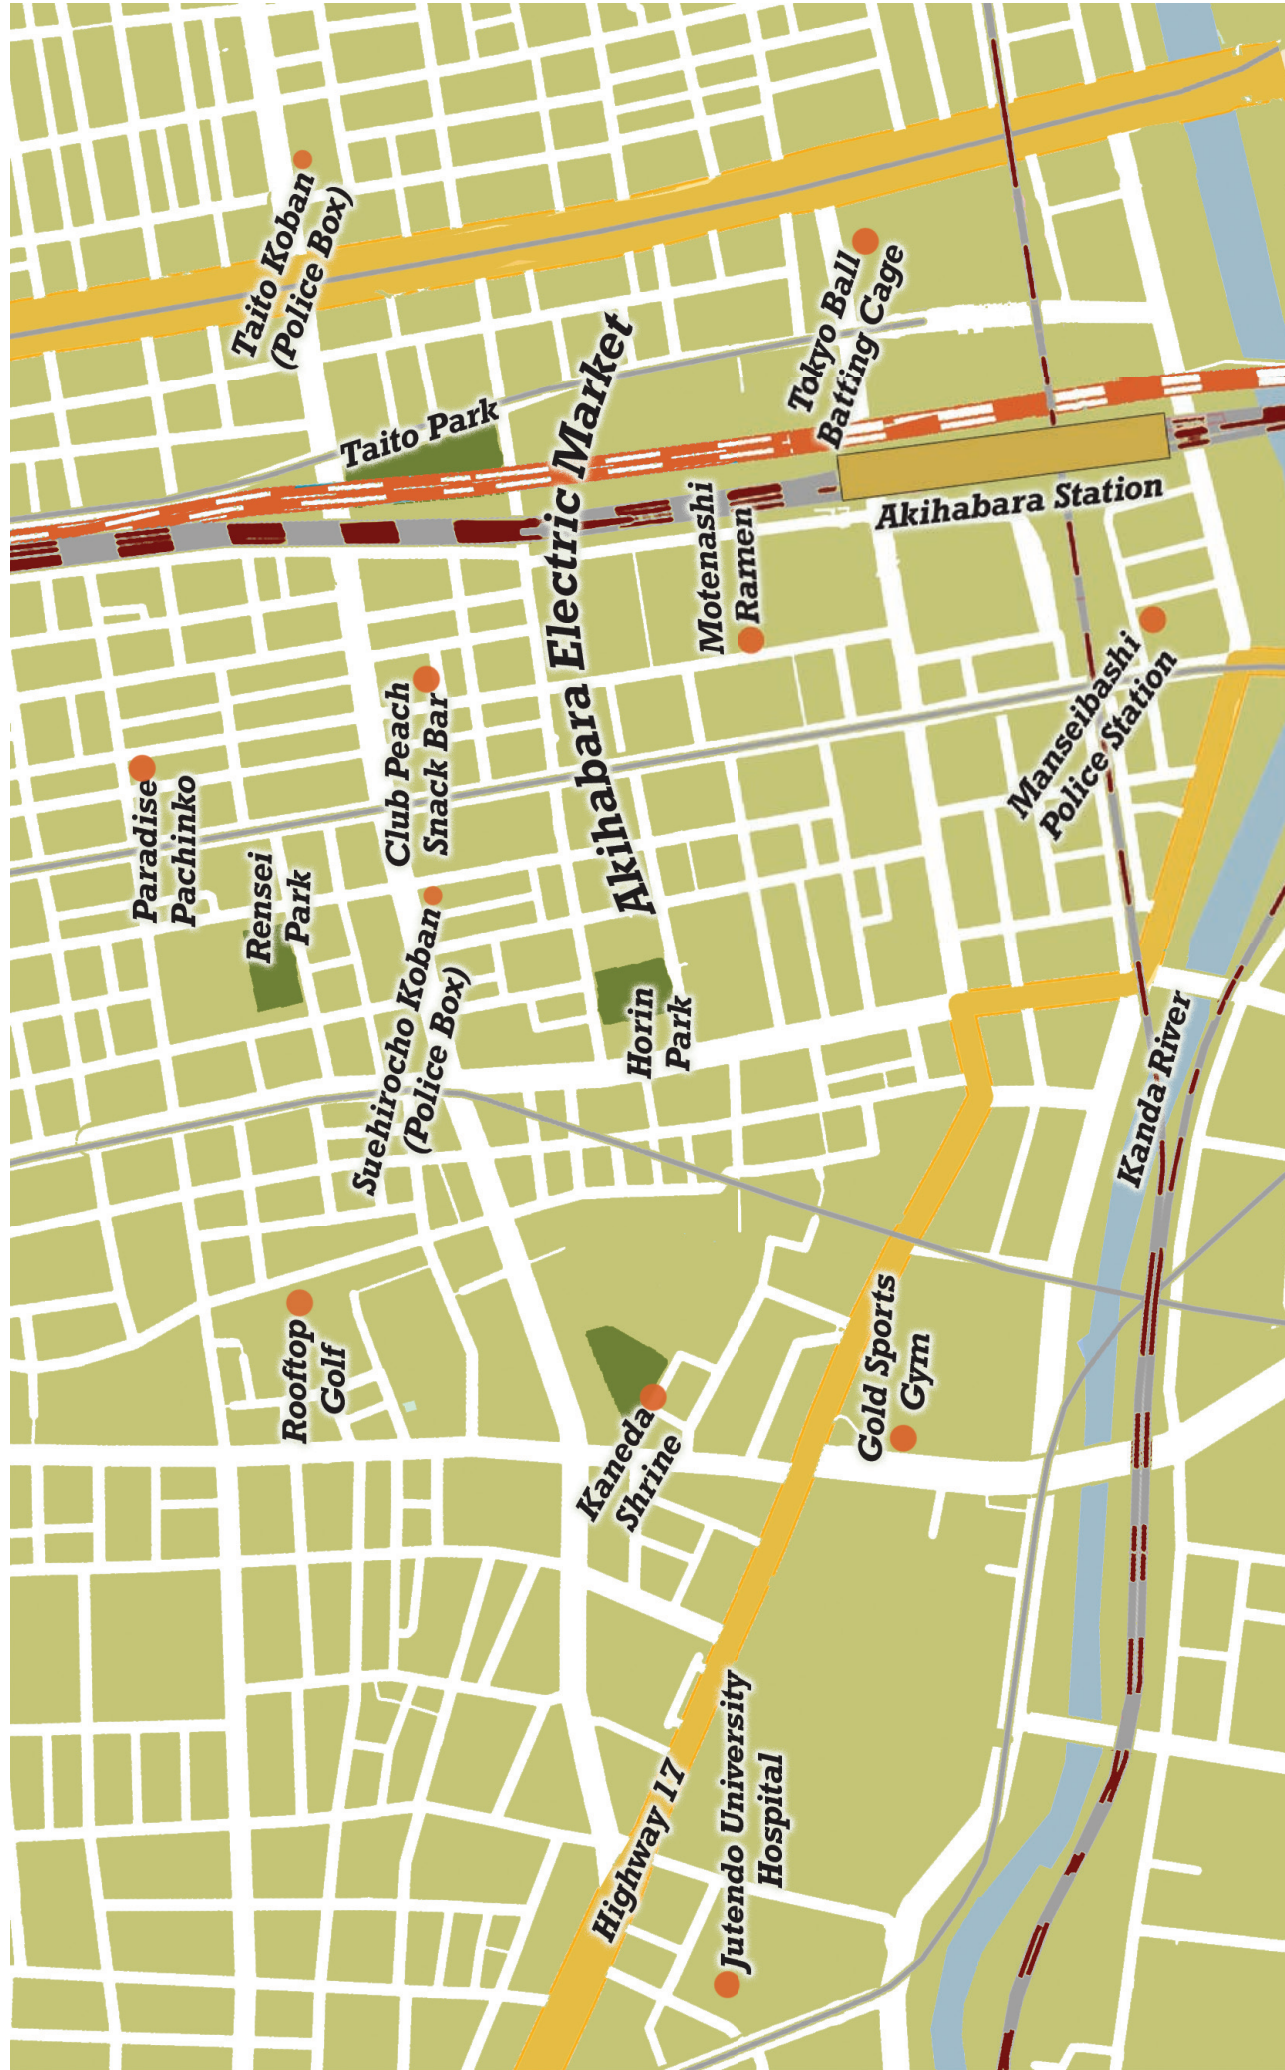 Taito Koban
(Police Box)
Tokyo Ball
Batting Cage
Taito Park
Akihabara Electric Market
Akihabara Station
Motenashi
Ramen
Manseibashi
Police Station
Club Peach
Snack Bar
Paradise
Pachinko
Rensei
Park
Suehirocho Koban
(Police Box)
Horin
Park
Kanda River
Rooftop
Golf
Gold Sports
Gym
Kaneda
Shrine
Highway 17
Jutendo University
Hospital